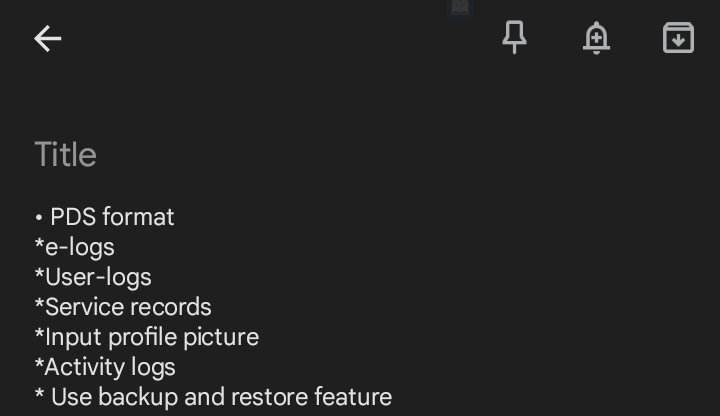 Title
• PDS format
*e-logs
*User-logs
*Service records
*Input profile picture
*Activity logs
* Use backup and restore feature